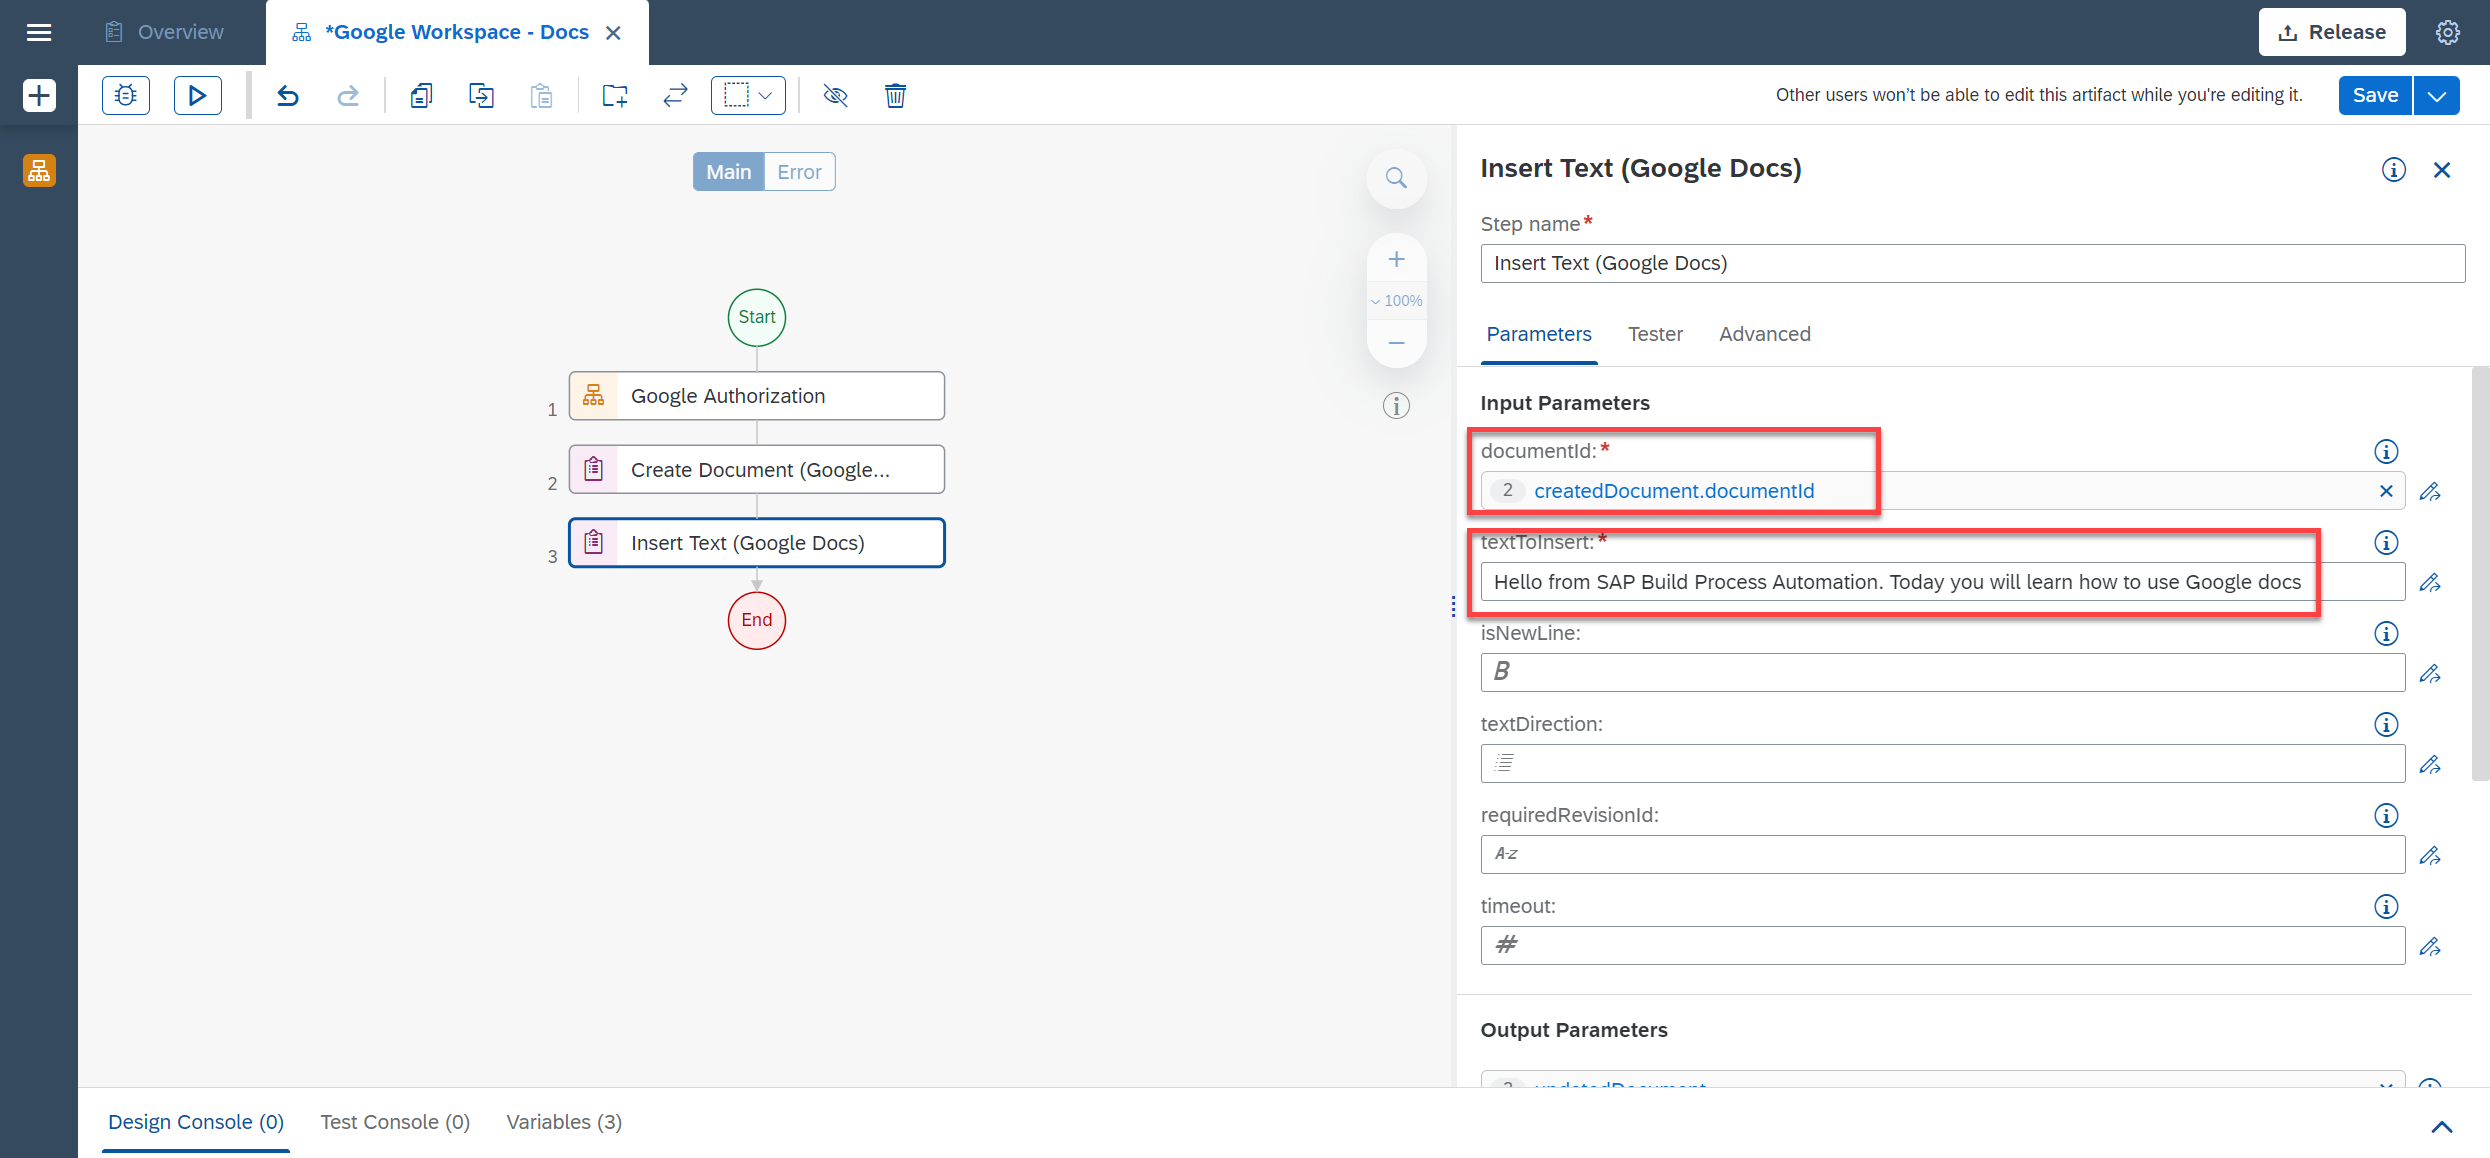 Overview
*Google Workspace - Docs
Release
Other users won't be able to edit this artifact while you're editing it.
Save
Main
Error
100%
Start
1
Google Authorization
2
Create Document (Google...
3
Insert Text (Google Docs)
End
Insert Text (Google Docs)
Step name*
Insert Text (Google Docs)
Parameters
Tester
Advanced
Input Parameters
documentId:*
2 createdDocument.documentId
textToInsert:*
Hello from SAP Build Process Automation. Today you will learn how to use Google docs
isNewLine:
B
textDirection:
requiredRevisionId:
A-Z
timeout:
#
Output Parameters
updatedDocument
Design Console (0)
Test Console (0)
Variables (3)